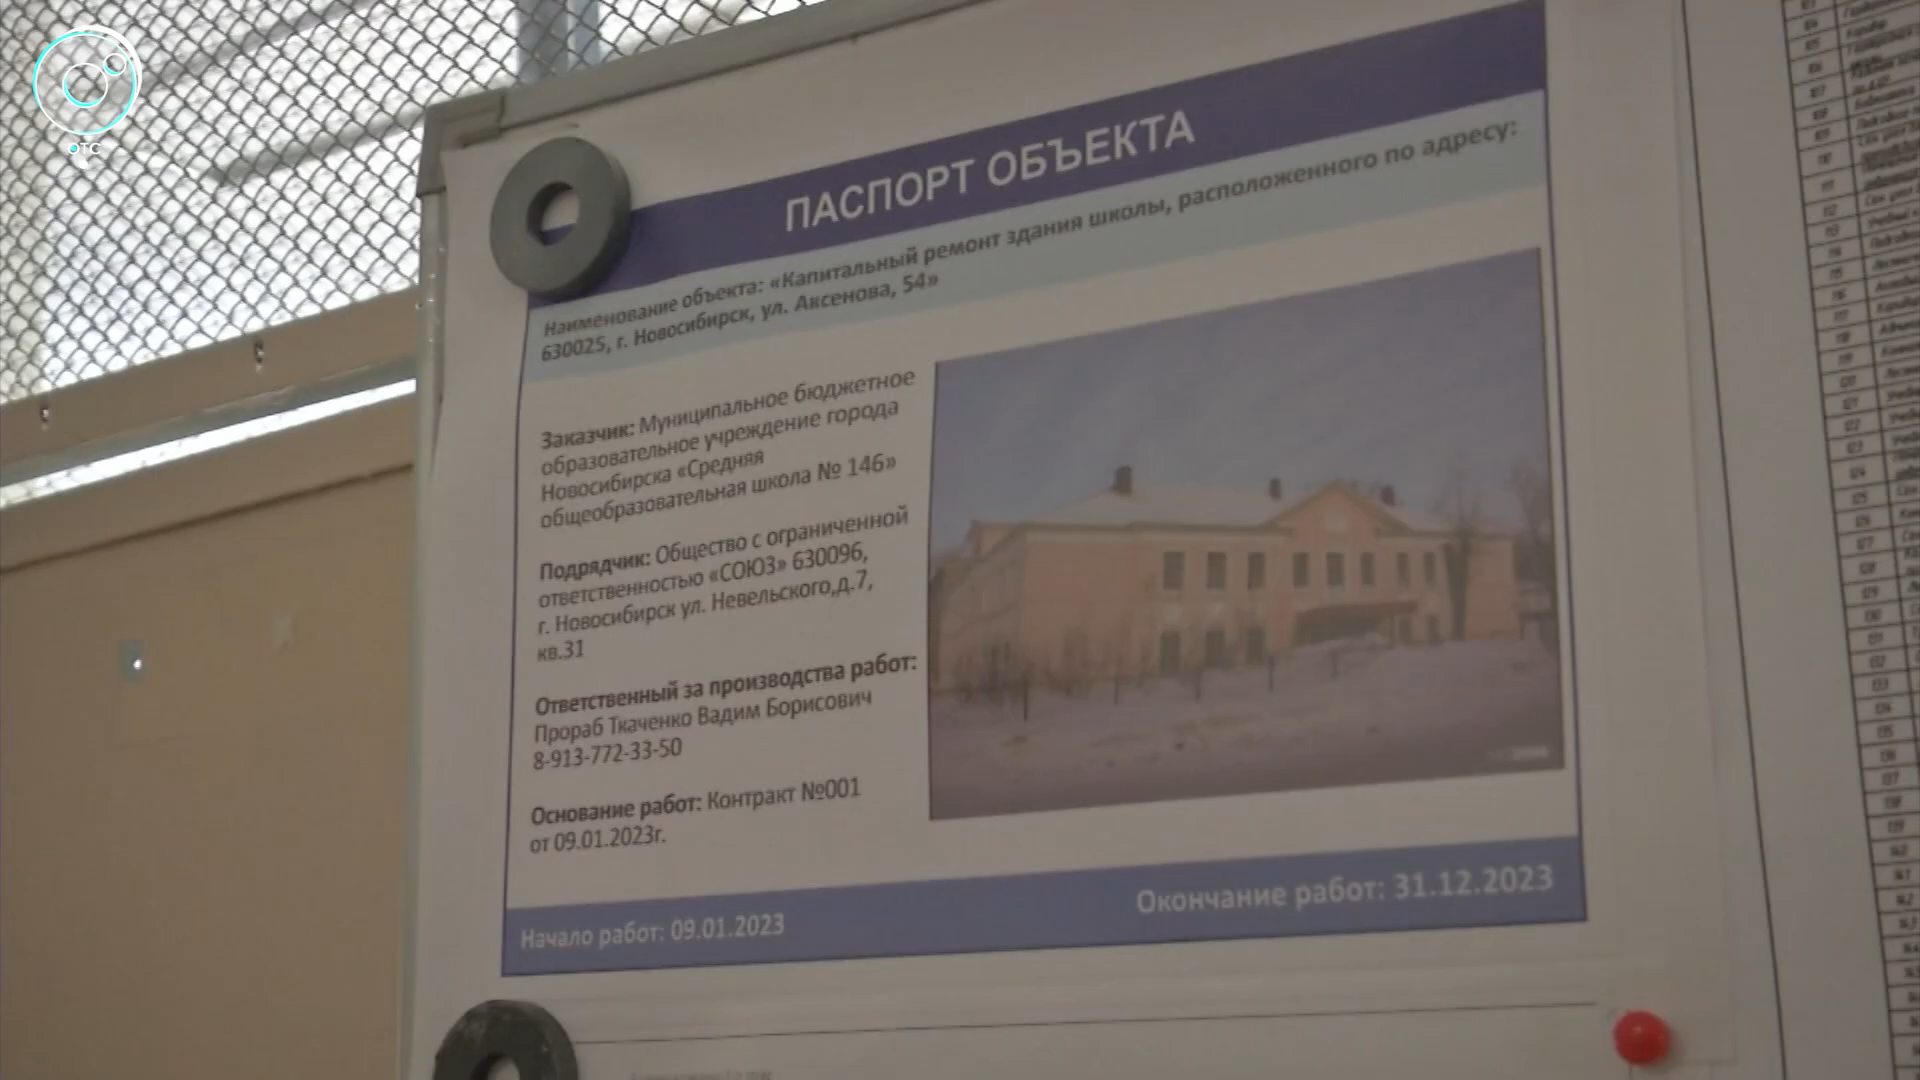 ОТС
ПАСПОРТ ОБЪЕКТА
Наименование объекта: «Капитальный ремонт здания школы, расположенного по адресу:
630025, г. Новосибирск, ул. Аксенова, 54»
Заказчик: Муниципальное бюджетное
образовательное учреждение города
Новосибирска «Средняя
общеобразовательная школа № 146»
Подрядчик: Общество с ограниченной
ответственностью «СОЮЗ» 630096,
г. Новосибирск ул. Невельского,д.7,
кв.31
Ответственный за производства работ:
Прораб Ткаченко Вадим Борисович
8-913-772-33-50
Основание работ: Контракт №001
от 09.01.2023г.
Начало работ: 09.01.2023
Окончание работ: 31.12.2023